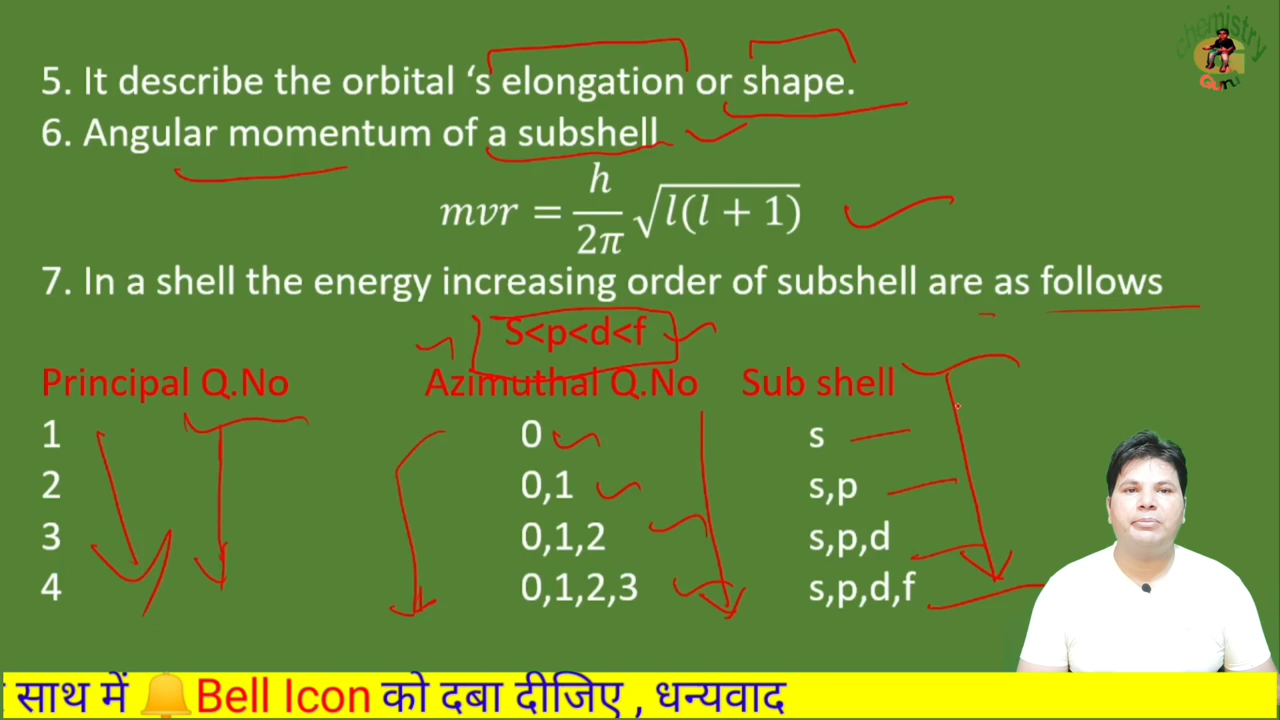 chemistry
G
Guru
5. It describe the orbital ‘s elongation or shape.
6. Angular momentum of a subshell
mvr = h/2π √l(l + 1)
7. In a shell the energy increasing order of subshell are as follows
S<p<d<f
Principal Q.No Azimuthal Q.No Sub shell
1 0 s
2 0,1 s,p
3 0,1,2 s,p,d
4 0,1,2,3 s,p,d,f
साथ में 🔔Bell Icon को दबा दीजिए , धन्यवाद